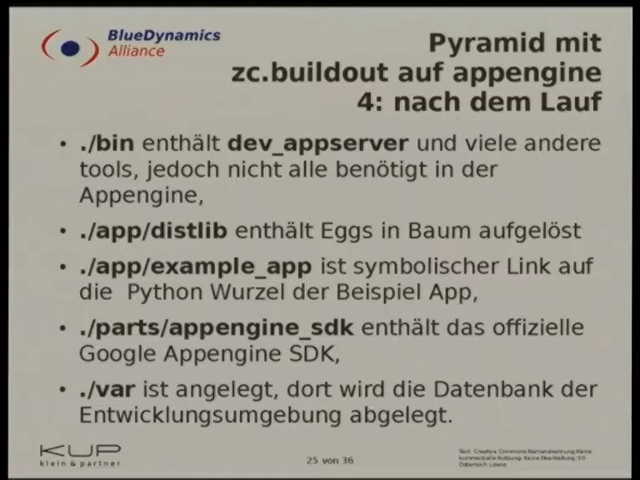 BlueDynamics
Alliance
Pyramid mit
zc.buildout auf appengine
4: nach dem Lauf
• ./bin enthält dev_appserver und viele andere
tools, jedoch nicht alle benötigt in der
Appengine,
• ./app/distlib enthält Eggs in Baum aufgelöst
• ./app/example_app ist symbolischer Link auf
die Python Wurzel der Beispiel App,
• ./parts/appengine_sdk enthält das offizielle
Google Appengine SDK,
• ./var ist angelegt, dort wird die Datenbank der
Entwicklungsumgebung abgelegt.
KUP
klein & partner
25 von 36
Text: Creative Commons Namensnennung-Keine
kommerzielle Nutzung-Keine Bearbeitung 3.0
Österreich Lizenz.